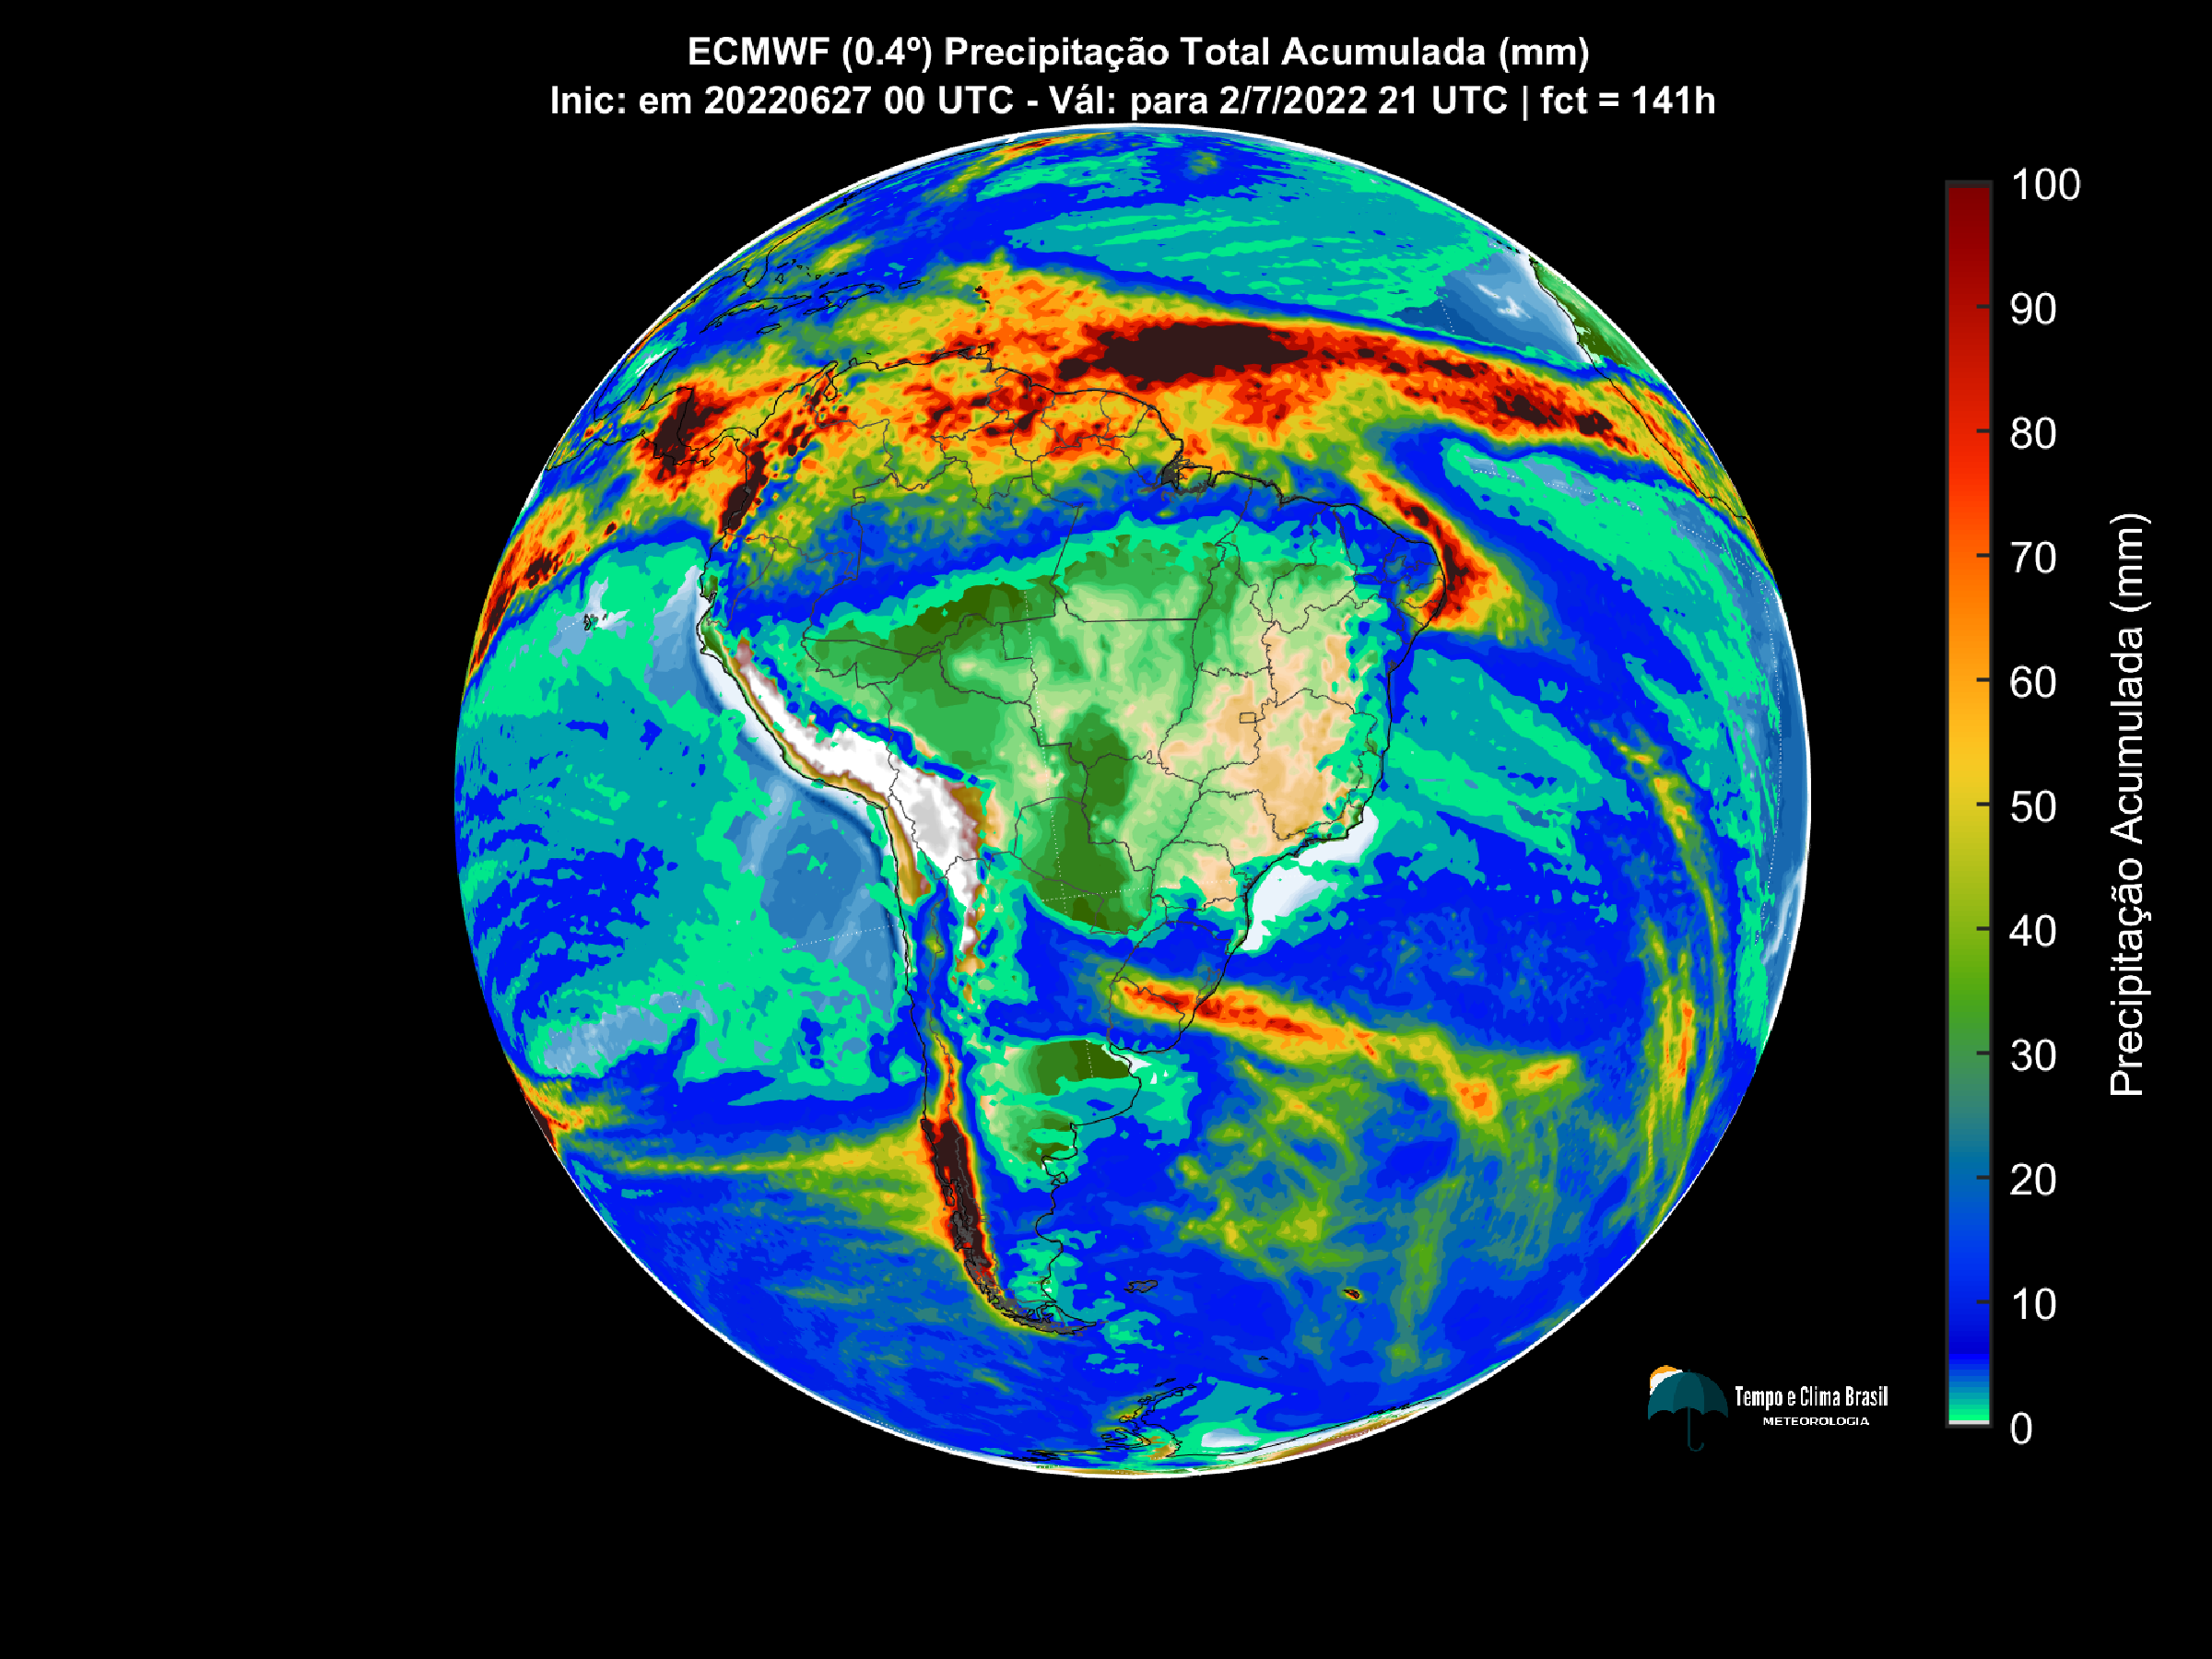 ECMWF (0.4º) Precipitação Total Acumulada (mm)
Inic: em 20220627 00 UTC - Vál: para 2/7/2022 21 UTC | fct = 141h
100
90
80
70
60
50
40
30
20
10
0
Precipitação Acumulada (mm)
Tempo e Clima Brasil
METEOROLOGIA